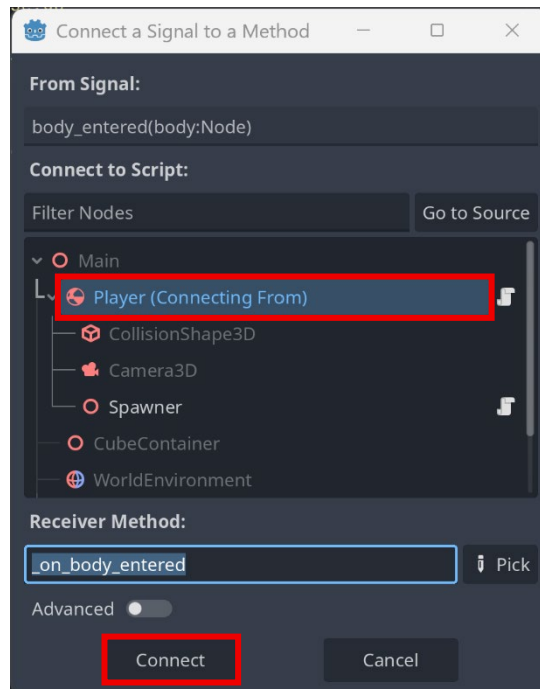 Connect a Signal to a Method
From Signal:
body_entered(body:Node)
Connect to Script:
Filter Nodes
Go to Source
Main
Player (Connecting From)
CollisionShape3D
Camera3D
Spawner
CubeContainer
WorldEnvironment
Receiver Method:
_on_body_entered
Pick
Advanced
Connect
Cancel